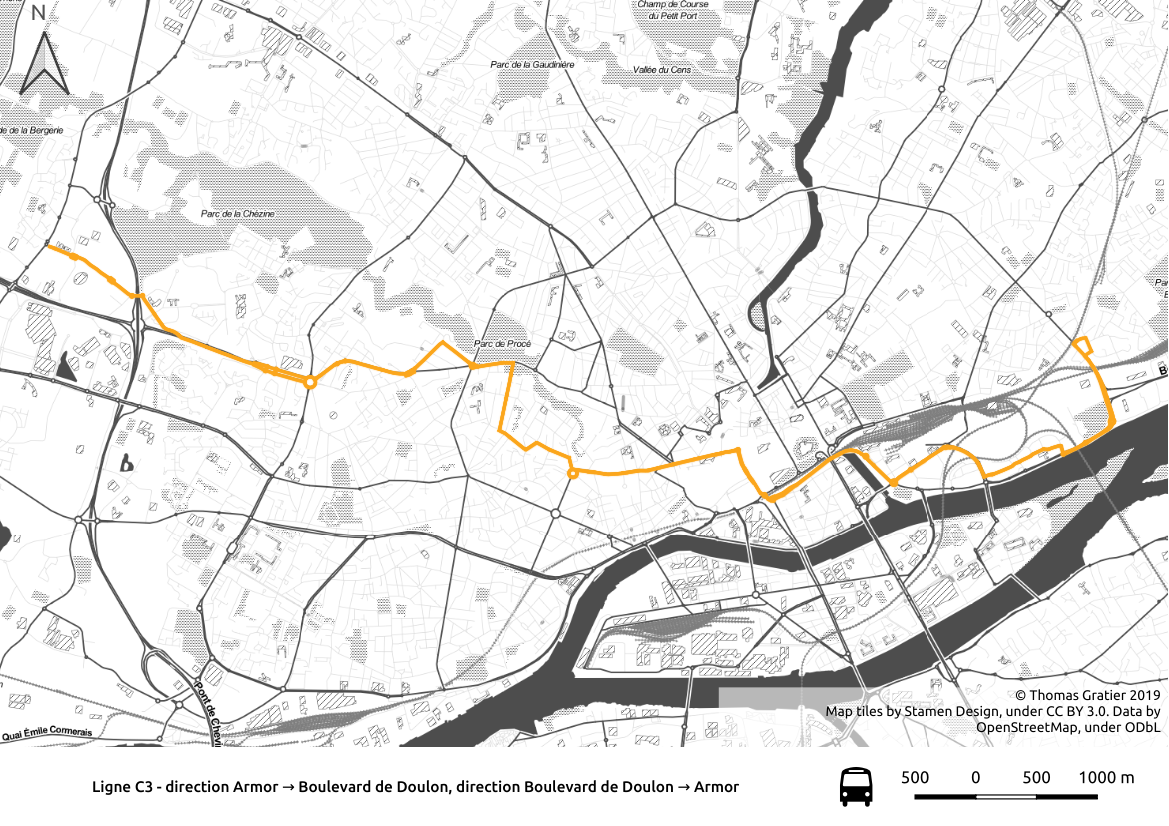 N
Champ de Course
du Petit Port
Parc de la Gaudinière
Vallée du Cens
de de la Bergerie
Parc de la Chézine
Parc de Procé
Pont de Chevir
Quai Émile Cormerais
© Thomas Gratier 2019
Map tiles by Stamen Design, under CC BY 3.0. Data by
OpenStreetMap, under ODbL
Ligne C3 - direction Armor → Boulevard de Doulon, direction Boulevard de Doulon → Armor
500 0 500 1000 m